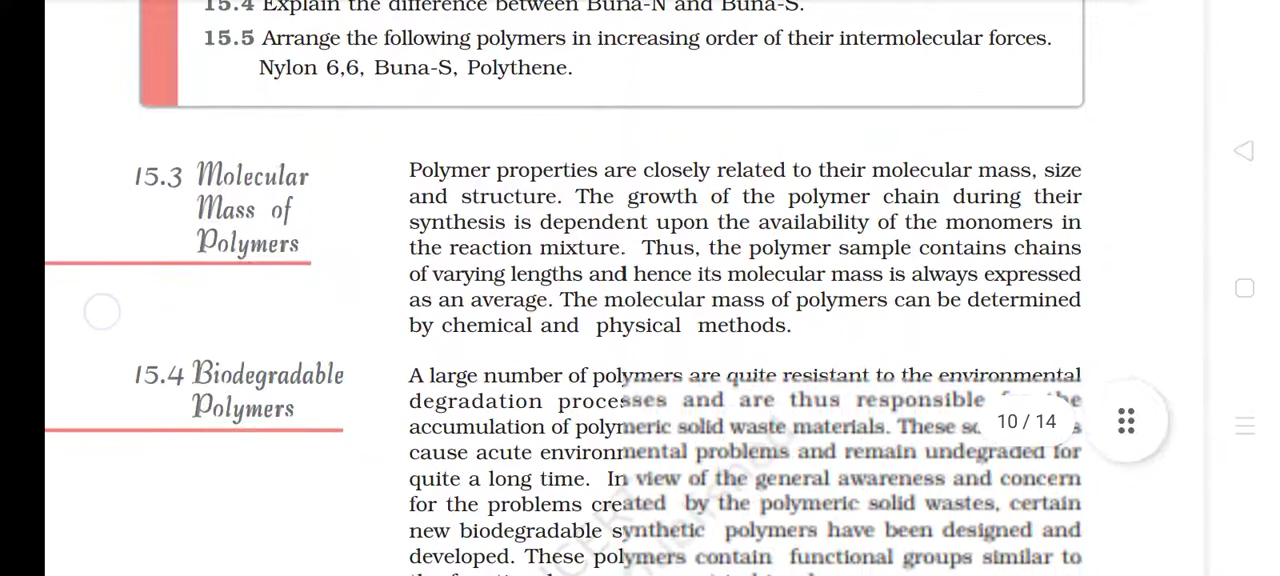 15.4 Explain the difference between Buna-N and Buna-S.
15.5 Arrange the following polymers in increasing order of their intermolecular forces.
Nylon 6,6, Buna-S, Polythene.
15.3 Molecular
Mass of
Polymers
Polymer properties are closely related to their molecular mass, size
and structure. The growth of the polymer chain during their
synthesis is dependent upon the availability of the monomers in
the reaction mixture. Thus, the polymer sample contains chains
of varying lengths and hence its molecular mass is always expressed
as an average. The molecular mass of polymers can be determined
by chemical and physical methods.
15.4 Biodegradable
Polymers
A large number of polymers are quite resistant to the environmental
degradation processes and are thus responsible
accumulation of polymeric solid waste materials. These
cause acute environmental problems and remain undegraded for
quite a long time. In view of the general awareness and concern
for the problems created by the polymeric solid wastes, certain
new biodegradable synthetic polymers have been designed and
developed. These polymers contain functional groups similar to
10 / 14